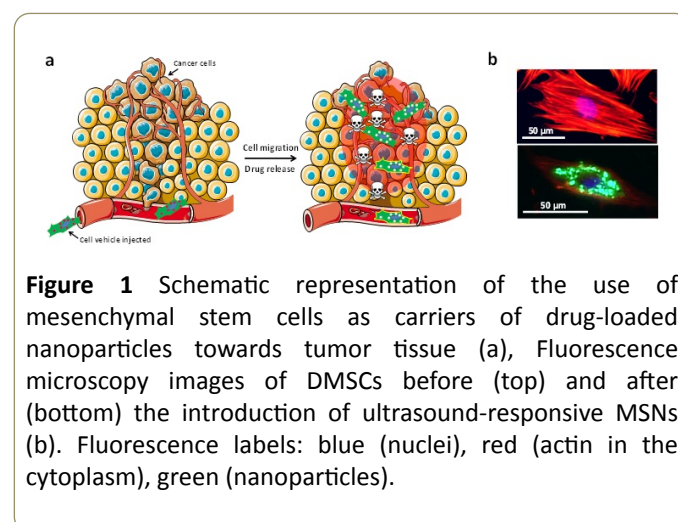 a
Cancer cells
Cell migration
Drug release
Cell vehicle injected
b
50 µm
50 µm
Figure 1 Schematic representation of the use of
mesenchymal stem cells as carriers of drug-loaded
nanoparticles towards tumor tissue (a), Fluorescence
microscopy images of DMSCs before (top) and after
(bottom) the introduction of ultrasound-responsive MSNs
(b). Fluorescence labels: blue (nuclei), red (actin in the
cytoplasm), green (nanoparticles).